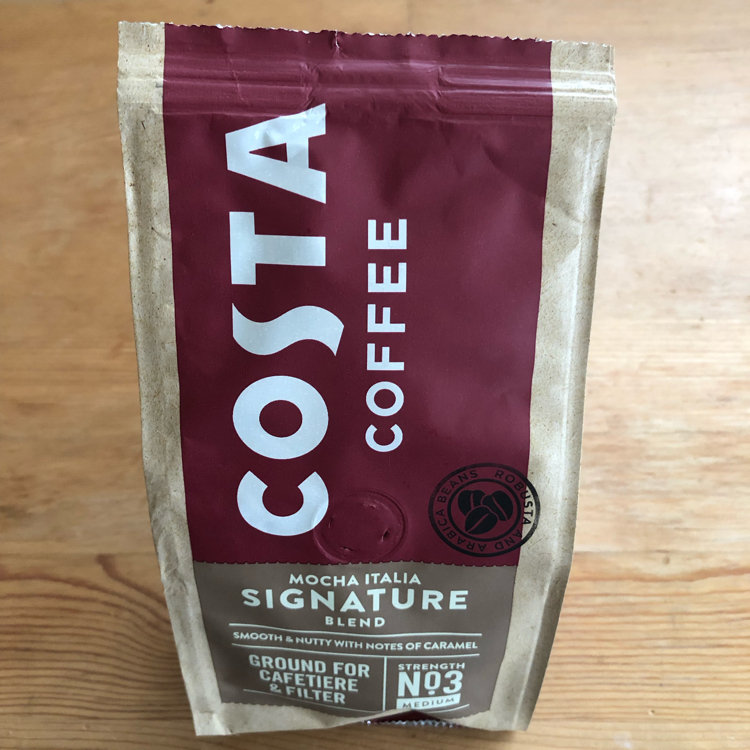 COSTA
COFFEE
ROBUSTA AND ARABICA BEANS
MOCHA ITALIA
SIGNATURE
BLEND
SMOOTH & NUTTY WITH NOTES OF CARAMEL
GROUND FOR
CAFETIERE
& FILTER
STRENGTH
Nº3
MEDIUM